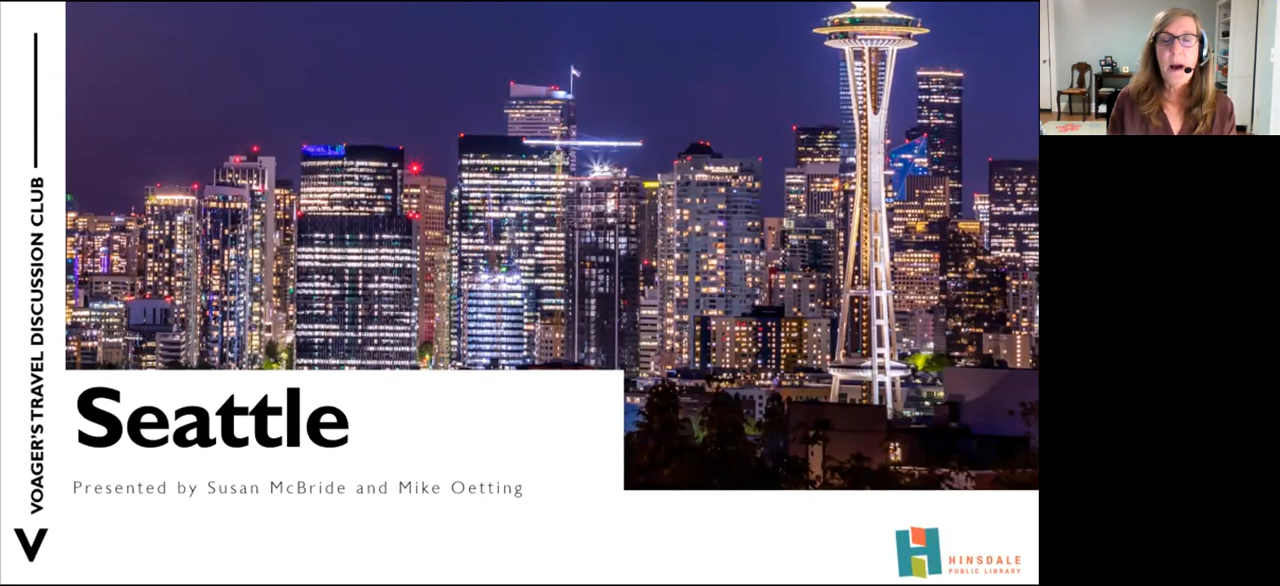 VOAGER'S TRAVEL DISCUSSION CLUB
V
Seattle
Presented by Susan McBride and Mike Oetting
H
HINSDALE
PUBLIC LIBRARY